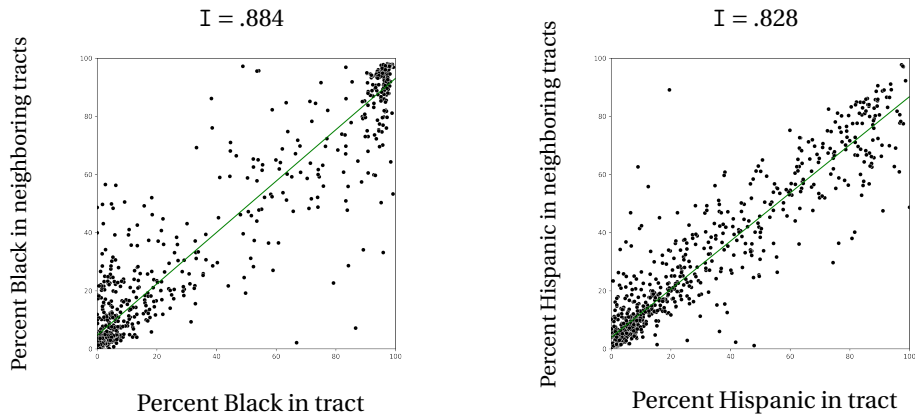 I = .884
Percent Black in neighboring tracts
100
80
60
40
20
0
0 20 40 60 80 100
Percent Black in tract
I = .828
Percent Hispanic in neighboring tracts
100
80
60
40
20
0
0 20 40 60 80 100
Percent Hispanic in tract